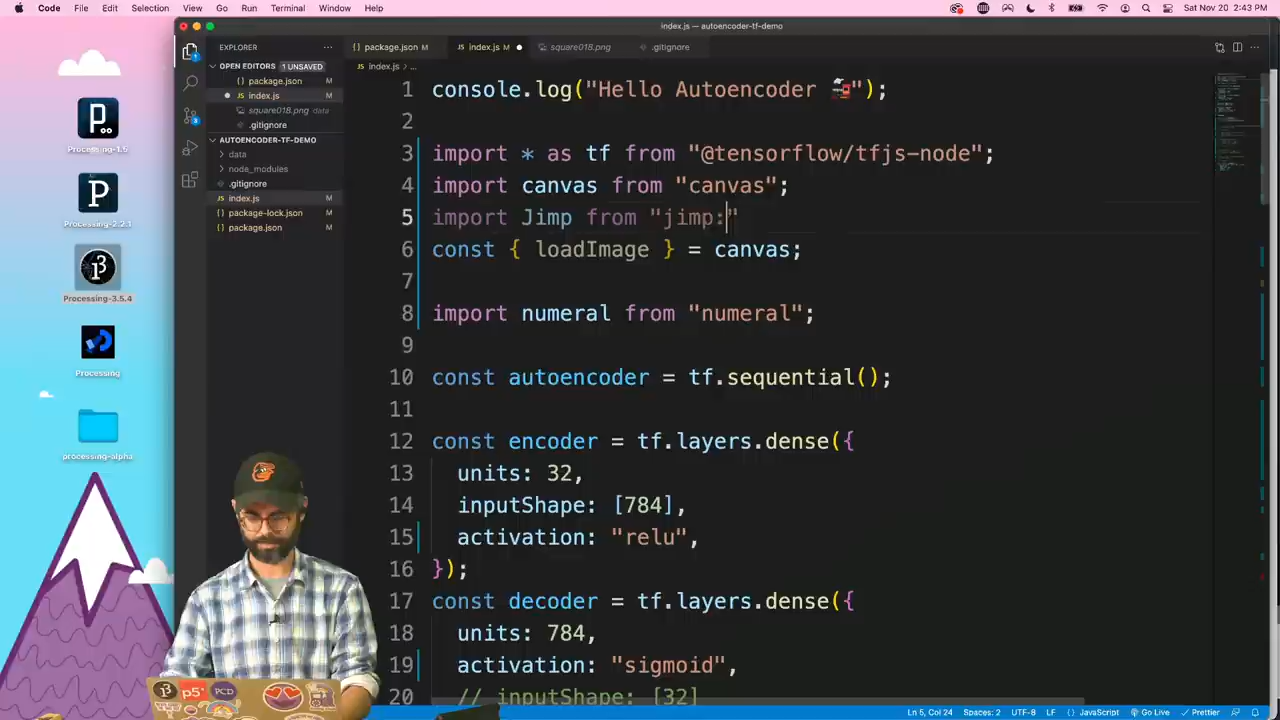 Code File Edit Selection View Go Run Terminal Window Help Sat Nov 20 2:43 PM
index.js — autoencoder-tf-demo
EXPLORER ···
package.json M index.js M square018.png .gitignore M
OPEN EDITORS 1 UNSAVED
index.js > ...
package.json M
index.js M
square018.png data
.gitignore M
AUTOENCODER-TF-DEMO
data
node_modules
.gitignore M
index.js M
package-lock.json M
package.json M
1 console.log("Hello Autoencoder 🚂");
2
3 import * as tf from "@tensorflow/tfjs-node";
4 import canvas from "canvas";
5 import Jimp from "jimp:"
6 const { loadImage } = canvas;
7
8 import numeral from "numeral";
9
10 const autoencoder = tf.sequential();
11
12 const encoder = tf.layers.dense({
13 units: 32,
14 inputShape: [784],
15 activation: "relu",
16 });
17 const decoder = tf.layers.dense({
18 units: 784,
19 activation: "sigmoid",
20 // inputShape: [32]
Processing-1.5
Processing-2.2.1
Processing-3.5.4
Processing
processing-alpha
p5*
PCD
Ln 5, Col 24 Spaces: 2 UTF-8 LF {} JavaScript Go Live Prettier